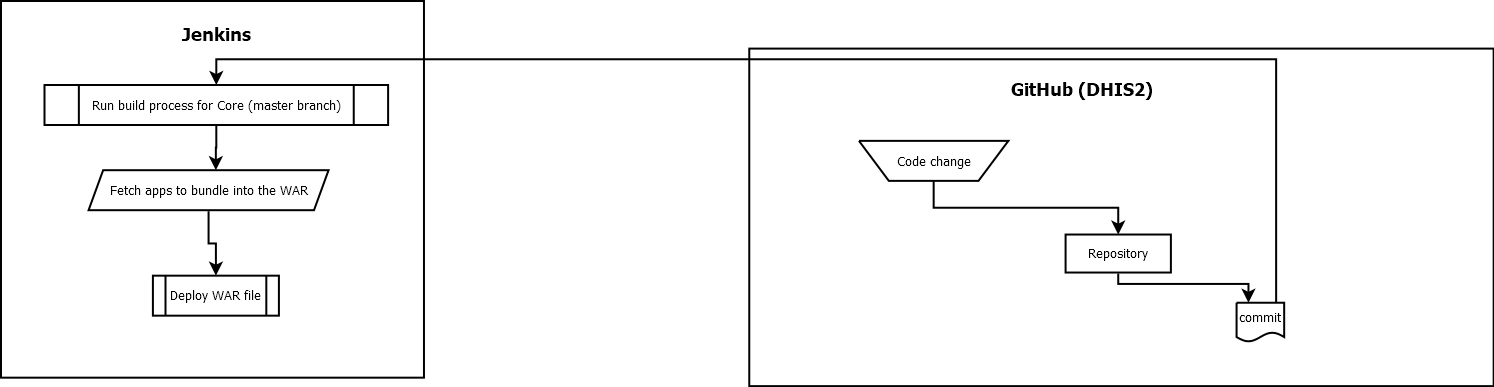 Jenkins
Run build process for Core (master branch)
Fetch apps to bundle into the WAR
Deploy WAR file
GitHub (DHIS2)
Code change
Repository
commit